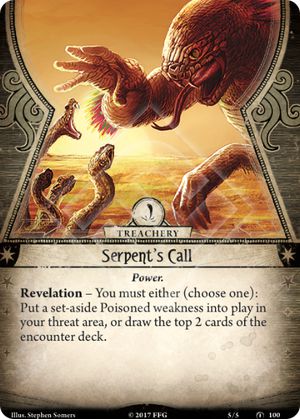 TREACHERY
Serpent's Call
Power.
Revelation – You must either (choose one):
Put a set-aside Poisoned weakness into play in
your threat area, or draw the top 2 cards of the
encounter deck.
Illus. Stephen Somers © 2017 FFG 5/5 100